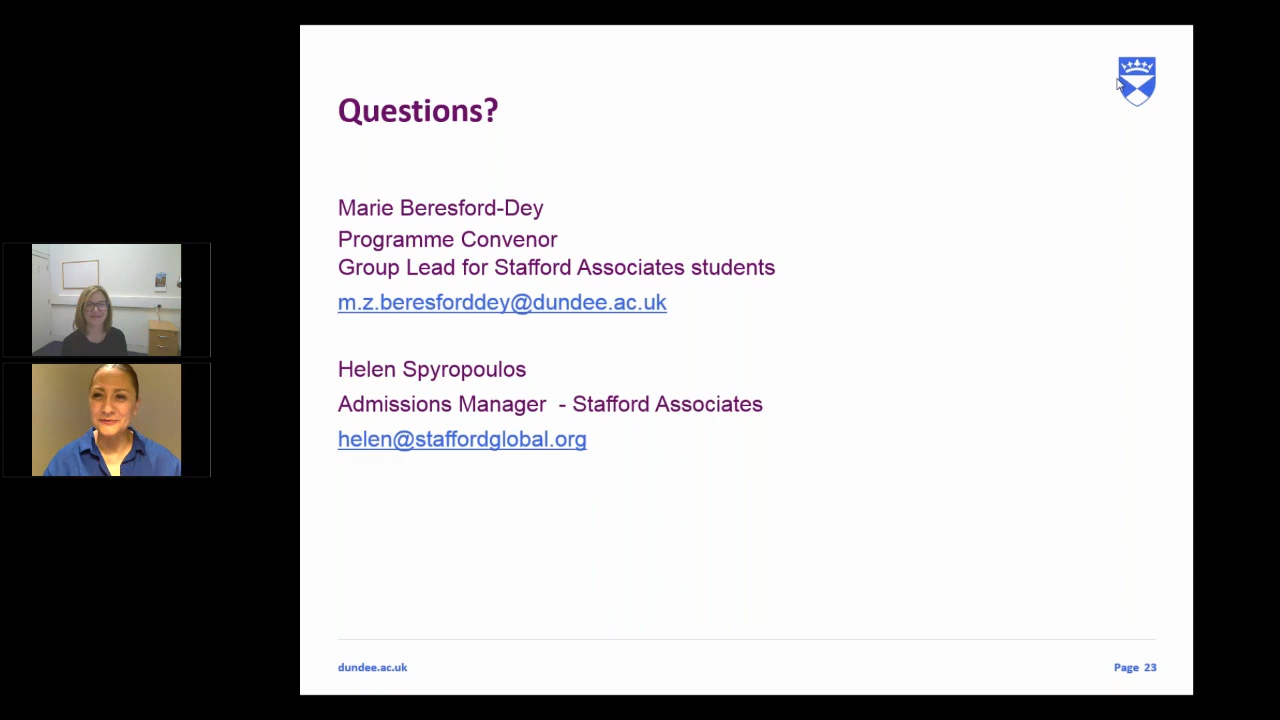 Questions?
Marie Beresford-Dey
Programme Convenor
Group Lead for Stafford Associates students
m.z.beresforddey@dundee.ac.uk
Helen Spyropoulos
Admissions Manager  - Stafford Associates
helen@staffordglobal.org
dundee.ac.uk
Page 23